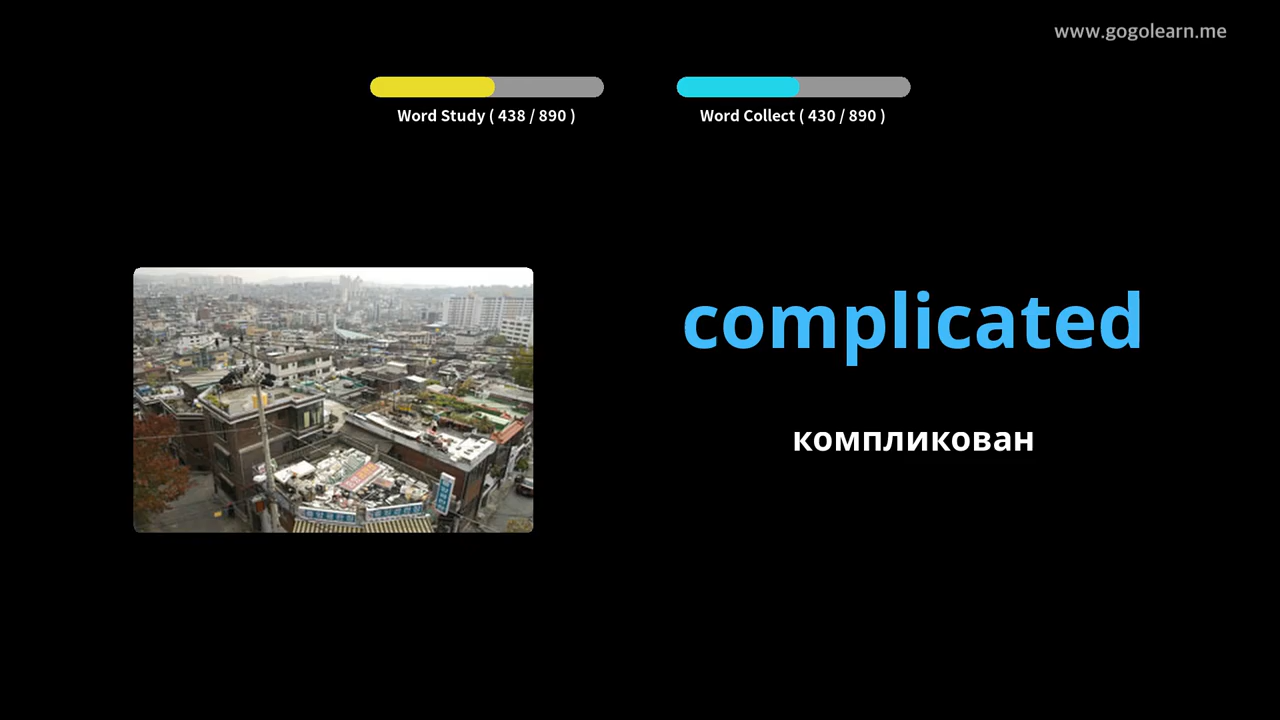 www.gogolearn.me
Word Study ( 438 / 890 )
Word Collect ( 430 / 890 )
complicated
компликован